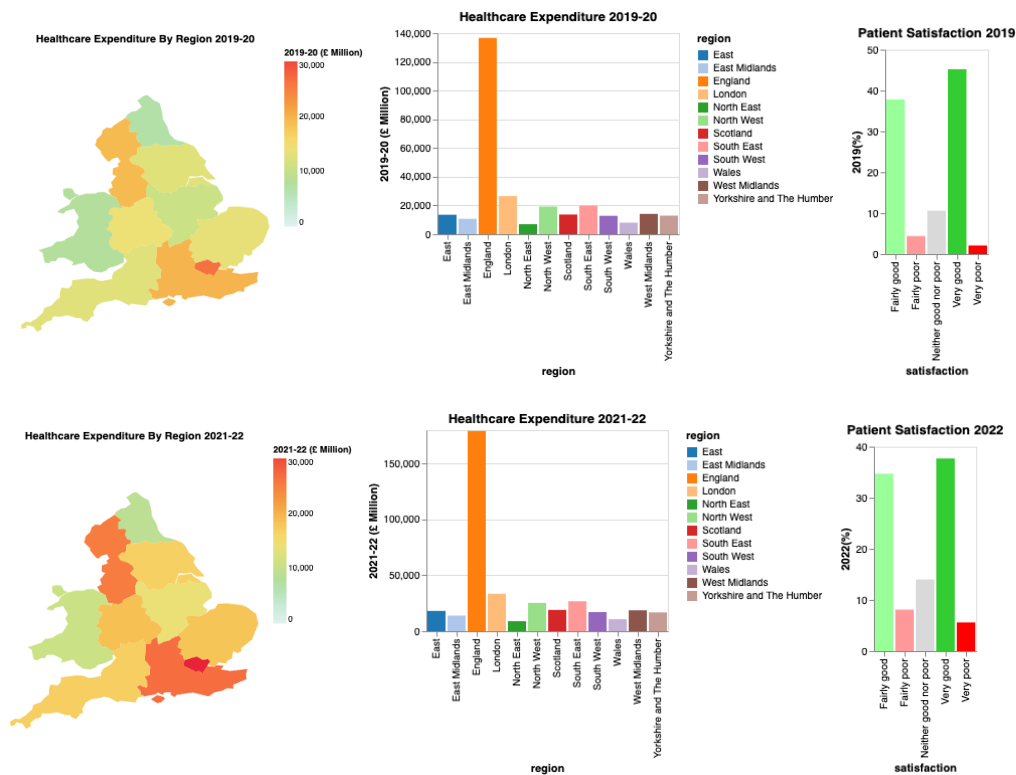 Healthcare Expenditure By Region 2019-20
2019-20 (£ Million)
30,000
20,000
10,000
0
Healthcare Expenditure 2019-20
2019-20 (£ Million)
140,000
120,000
100,000
80,000
60,000
40,000
20,000
0
East
East Midlands
England
London
North East
North West
Scotland
South East
South West
Wales
West Midlands
Yorkshire and The Humber
region
region
East
East Midlands
England
London
North East
North West
Scotland
South East
South West
Wales
West Midlands
Yorkshire and The Humber
Patient Satisfaction 2019
2019(%)
50
40
30
20
10
0
Fairly good
Fairly poor
Neither good nor poor
Very good
Very poor
satisfaction
Healthcare Expenditure By Region 2021-22
2021-22 (£ Million)
30,000
20,000
10,000
0
Healthcare Expenditure 2021-22
2021-22 (£ Million)
150,000
100,000
50,000
0
East
East Midlands
England
London
North East
North West
Scotland
South East
South West
Wales
West Midlands
Yorkshire and The Humber
region
region
East
East Midlands
England
London
North East
North West
Scotland
South East
South West
Wales
West Midlands
Yorkshire and The Humber
Patient Satisfaction 2022
2022(%)
40
30
20
10
0
Fairly good
Fairly poor
Neither good nor poor
Very good
Very poor
satisfaction